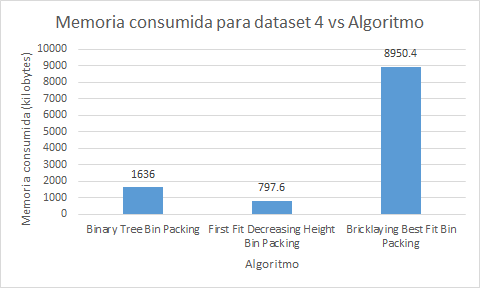 Memoria consumida para dataset 4 vs Algoritmo
Memoria consumida (kilobytes)
10000
9000
8000
7000
6000
5000
4000
3000
2000
1000
0
1636
797.6
8950.4
Binary Tree Bin Packing
First Fit Decreasing Height
Bin Packing
Bricklaying Best Fit Bin
Packing
Algoritmo